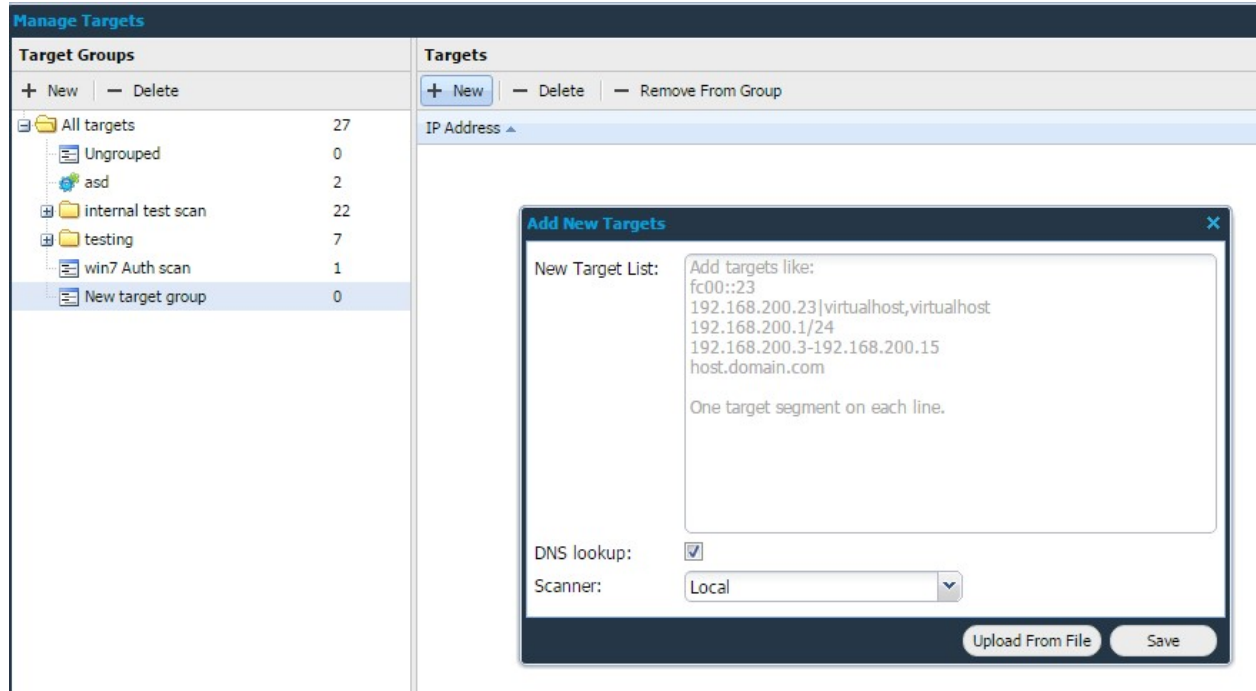 Manage Targets
Target Groups
Targets
+ New − Delete
+ New − Delete − Remove From Group
All targets 27
IP Address
Ungrouped 0
asd 2
internal test scan 22
testing 7
win7 Auth scan 1
New target group 0
Add New Targets
New Target List:
Add targets like:
fc00::23
192.168.200.23|virtualhost,virtualhost
192.168.200.1/24
192.168.200.3-192.168.200.15
host.domain.com
One target segment on each line.
DNS lookup:
Scanner: Local
Upload From File Save